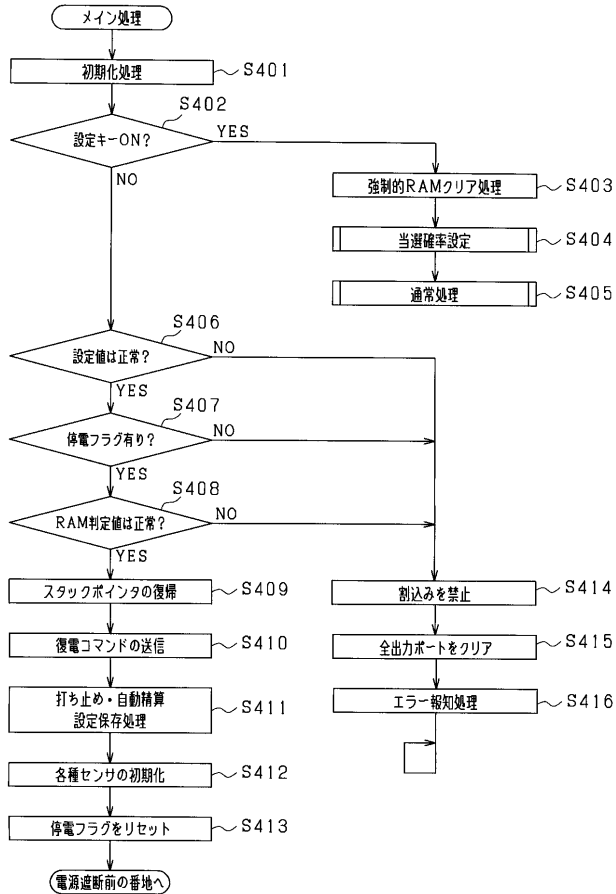 メイン処理
初期化処理
S401
S402
設定キーON?
YES
NO
強制的RAMクリア処理
S403
当選確率設定
S404
通常処理
S405
S406
設定値は正常?
NO
YES
S407
停電フラグ有り?
NO
YES
S408
RAM判定値は正常?
NO
YES
スタックポインタの復帰
S409
復電コマンドの送信
S410
打ち止め・自動精算
設定保存処理
S411
各種センサの初期化
S412
停電フラグをリセット
S413
電源遮断前の番地へ
割込みを禁止
S414
全出力ポートをクリア
S415
エラー報知処理
S416